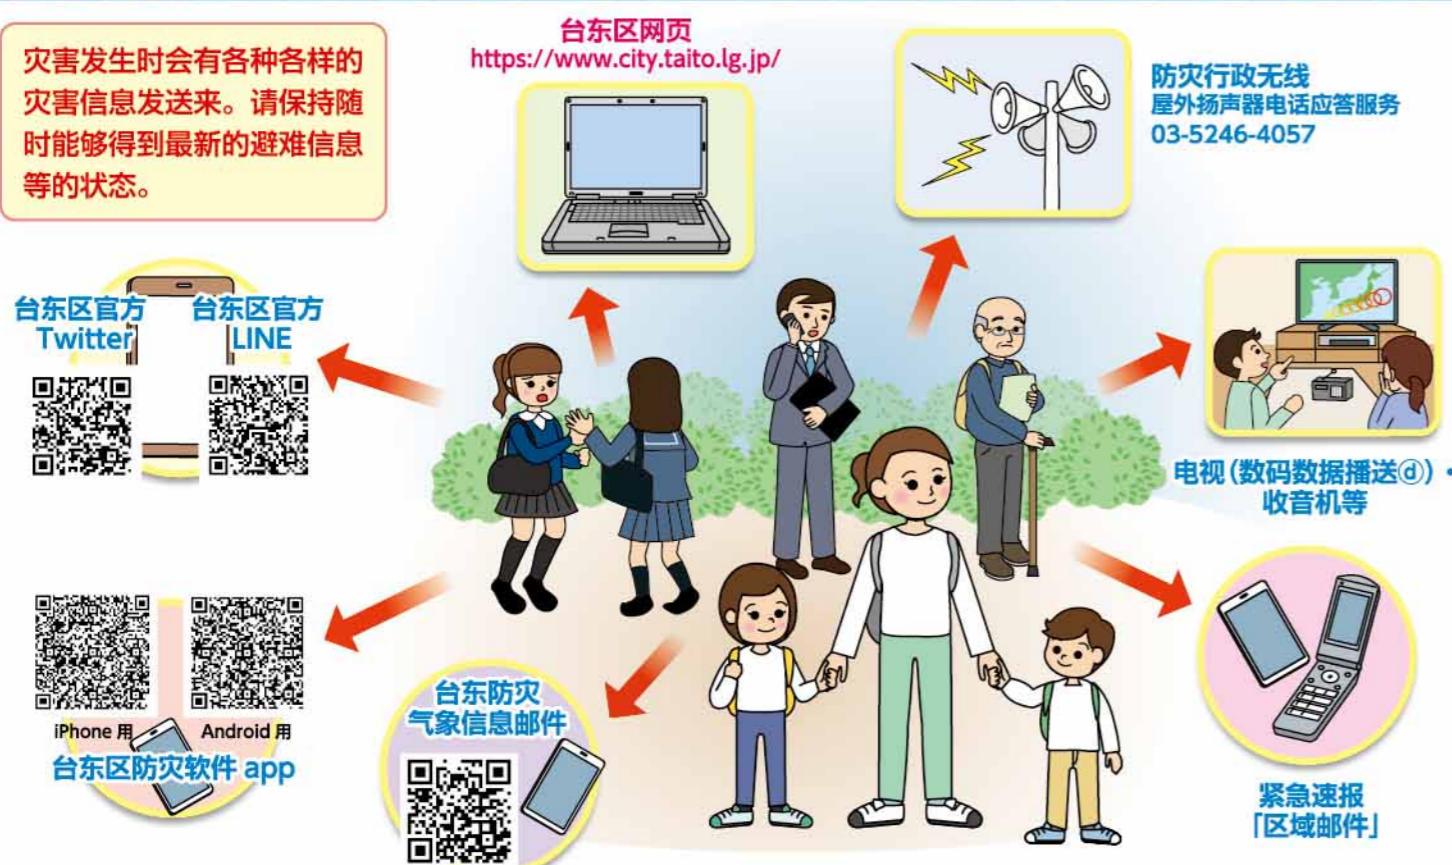 灾害发生时会有各种各样的
灾害信息发送来。请保持随
时能够得到最新的避难信息
等的状态。
台东区网页
https://www.city.taito.lg.jp/
防灾行政无线
屋外扬声器电话应答服务
03-5246-4057
台东区官方
Twitter
台东区官方
LINE
电视(数码数据播送ⓓ)・
收音机等
iPhone 用
Android 用
台东区防灾软件 app
台东防灾
气象信息邮件
紧急速报
「区域邮件」